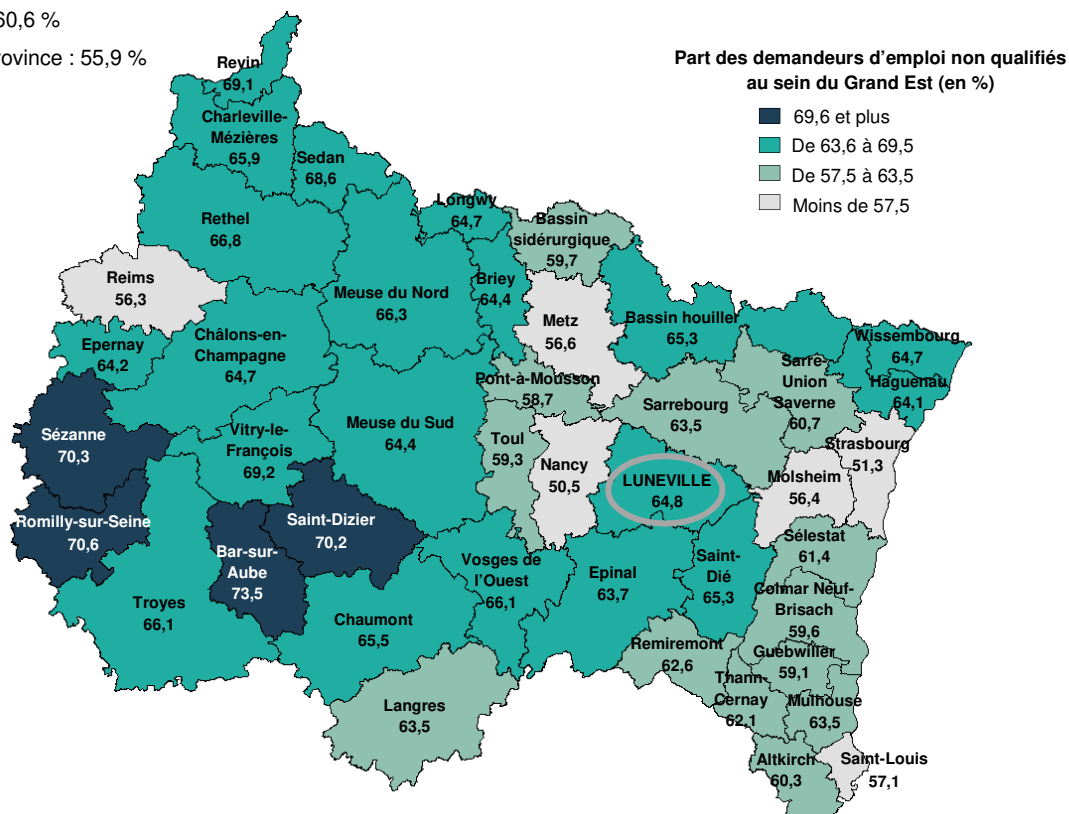 60,6 %
rovince : 55,9 %
Part des demandeurs d'emploi non qualifiés
au sein du Grand Est (en %)
69,6 et plus
De 63,6 à 69,5
De 57,5 à 63,5
Moins de 57,5
Revin
69,1
Charleville-
Mézières
65,9
Sedan
68,6
Rethel
66,8
Longwy
64,7
Bassin
sidérurgique
59,7
Reims
56,3
Meuse du Nord
66,3
Briey
64,4
Metz
56,6
Bassin houiller
65,3
Wissembourg
64,7
Epernay
64,2
Châlons-en-
Champagne
64,7
Pont-à-Mousson
58,7
Sarre-
Union
Saverne
60,7
Haguenau
64,1
Sarrebourg
63,5
Sézanne
70,3
Vitry-le-
François
69,2
Meuse du Sud
64,4
Toul
59,3
Nancy
50,5
LUNEVILLE
64,8
Strasbourg
51,3
Molsheim
56,4
Romilly-sur-Seine
70,6
Saint-Dizier
70,2
Bar-sur-
Aube
73,5
Vosges de
l'Ouest
66,1
Epinal
63,7
Saint-
Dié
65,3
Sélestat
61,4
Colmar Neuf-
Brisach
59,6
Troyes
66,1
Chaumont
65,5
Remiremont
62,6
Guebwiller
59,1
Thann-
Cernay
62,1
Mulhouse
63,5
Langres
63,5
Altkirch
60,3
Saint-Louis
57,1